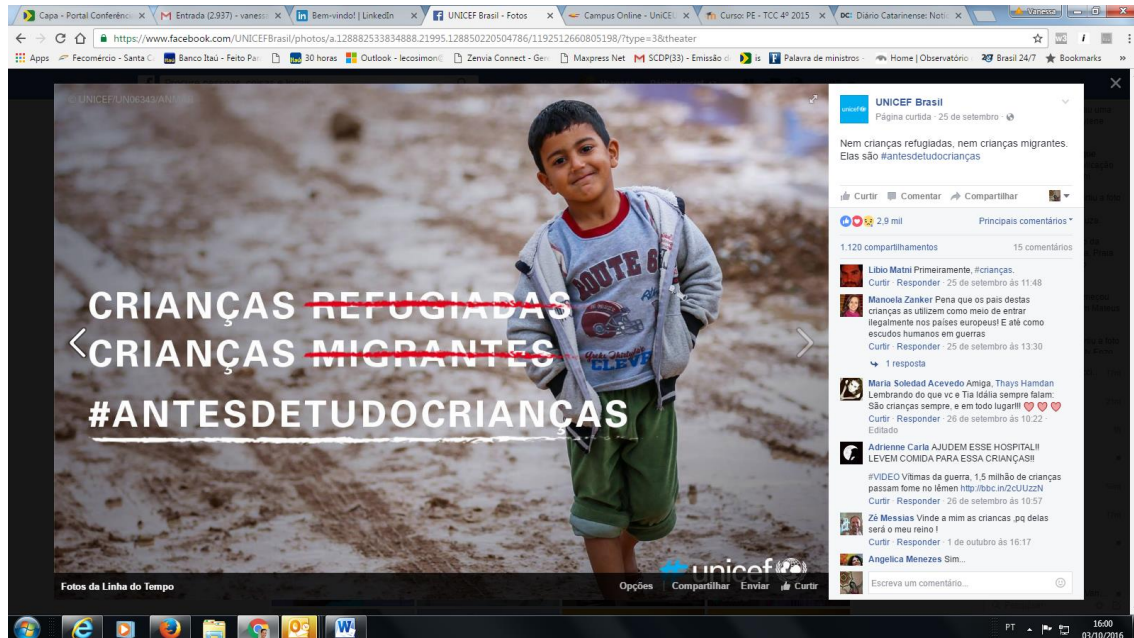 Capa - Portal Conferênci
Entrada (2.937) - vaness
Bem-vindo! | LinkedIn
UNICEF Brasil - Fotos
Campus Online - UniCE
Curso: PE - TCC 4º 2015
DC: Diário Catarinense: Notí
Vanessa
https://www.facebook.com/UNICEFBrasil/photos/a.128882533834888.21995.128850220504786/1192512660805198/?type=3&theater
Apps
Fecomércio - Santa C
Banco Itaú - Feito Par
30 horas
Outlook - lecosimon@
Zenvia Connect - Gere
Maxpress Net
SCDP(33) - Emissão d
is
Palavra de ministros -
Home | Observatório
Brasil 24/7
Bookmarks
CRIANÇAS REFUGIADAS
CRIANÇAS MIGRANTES
#ANTESDETUDOCRIANÇAS
ROUTE 6
unicef
Fotos da Linha do Tempo
Opções Compartilhar Enviar Curtir
unicef
UNICEF Brasil
Página curtida · 25 de setembro ·
Nem crianças refugiadas, nem crianças migrantes.
Elas são #antesdetudocrianças
Curtir Comentar Compartilhar
2,9 mil
Principais comentários
1.120 compartilhamentos
15 comentários
Libio Matni Primeiramente, #crianças.
Curtir · Responder · 25 de setembro às 11:48
Manoela Zanker Pena que os pais destas
crianças as utilizem como meio de entrar
ilegalmente nos países europeus! E até como
escudos humanos em guerras
Curtir · Responder · 25 de setembro às 13:30
1 resposta
Maria Soledad Acevedo Amiga, Thays Hamdan
Lembrando do que vc e Tia Idália sempre falam:
São crianças sempre, e em todo lugar!!!
Curtir · Responder · 26 de setembro às 10:22 ·
Editado
Adrienne Carla AJUDEM ESSE HOSPITAL!!
LEVEM COMIDA PARA ESSA CRIANÇAS!!
#VIDEO Vítimas da guerra, 1,5 milhão de crianças
passam fome no Iêmen http://bbc.in/2cUUzzN
Curtir · Responder · 26 de setembro às 10:57
Zé Messias Vinde a mim as criancas ,pq delas
será o meu reino !
Curtir · Responder · 1 de outubro às 16:17
Angelica Menezes Sim...
Escreva um comentário...
PT
16:00
03/10/2016